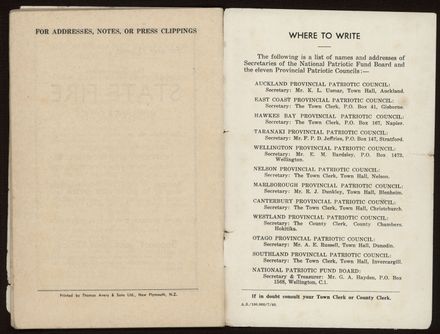 FOR ADDRESSES, NOTES, OR PRESS CLIPPINGS
Printed by Thomas Avery & Sons Ltd., New Plymouth, N.Z.
WHERE TO WRITE
The following is a list of names and addresses of
Secretaries of the National Patriotic Fund Board and
the eleven Provincial Patriotic Councils:—
AUCKLAND PROVINCIAL PATRIOTIC COUNCIL:
Secretary: Mr. K. L. Usmar, Town Hall, Auckland.
EAST COAST PROVINCIAL PATRIOTIC COUNCIL:
Secretary: The Town Clerk, P.O. Box 41, Gisborne.
HAWKES BAY PROVINCIAL PATRIOTIC COUNCIL:
Secretary: The Town Clerk, P.O. Box 167, Napier.
TARANAKI PROVINCIAL PATRIOTIC COUNCIL:
Secretary: Mr. F. P. D. Jeffries, P.O. Box 147, Stratford.
WELLINGTON PROVINCIAL PATRIOTIC COUNCIL:
Secretary: Mr. E. M. Bardsley, P.O. Box 1473,
Wellington.
NELSON PROVINCIAL PATRIOTIC COUNCIL:
Secretary: The Town Clerk, Town Hall, Nelson.
MARLBOROUGH PROVINCIAL PATRIOTIC COUNCIL:
Secretary: Mr. R. J. Dunkley, Town Hall, Blenheim.
CANTERBURY PROVINCIAL PATRIOTIC COUNCIL:
Secretary: The Town Clerk, Town Hall, Christchurch.
WESTLAND PROVINCIAL PATRIOTIC COUNCIL:
Secretary: The County Clerk, County Chambers,
Hokitika.
OTAGO PROVINCIAL PATRIOTIC COUNCIL:
Secretary: Mr. A. E. Russell, Town Hall, Dunedin.
SOUTHLAND PROVINCIAL PATRIOTIC COUNCIL:
Secretary: The Town Clerk, Town Hall, Invercargill.
NATIONAL PATRIOTIC FUND BOARD:
Secretary & Treasurer: Mr. G. A. Hayden, P.O. Box
1568, Wellington, C.1.
If in doubt consult your Town Clerk or County Clerk.